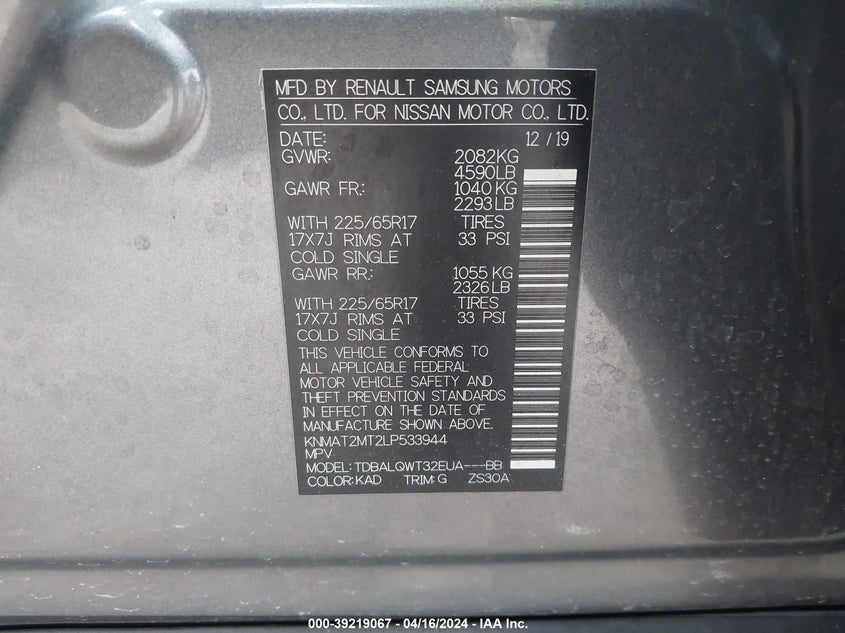 MFD BY RENAULT SAMSUNG MOTORS
CO., LTD. FOR NISSAN MOTOR CO., LTD.
DATE: 12 / 19
GVWR: 2082KG
4590LB
GAWR FR.: 1040 KG
2293LB
WITH 225/65R17 TIRES
17X7J RIMS AT 33 PSI
COLD SINGLE
GAWR RR.: 1055 KG
2326LB
WITH 225/65R17 TIRES
17X7J RIMS AT 33 PSI
COLD SINGLE
THIS VEHICLE CONFORMS TO
ALL APPLICABLE FEDERAL
MOTOR VEHICLE SAFETY AND
THEFT PREVENTION STANDARDS
IN EFFECT ON THE DATE OF
MANUFACTURE SHOWN ABOVE.
KNMAT2MT2LP533944
MPV
MODEL: TDBALQWT32EUA---BB
COLOR: KAD TRIM: G ZS30A
000-39219067 - 04/16/2024 - IAA Inc.